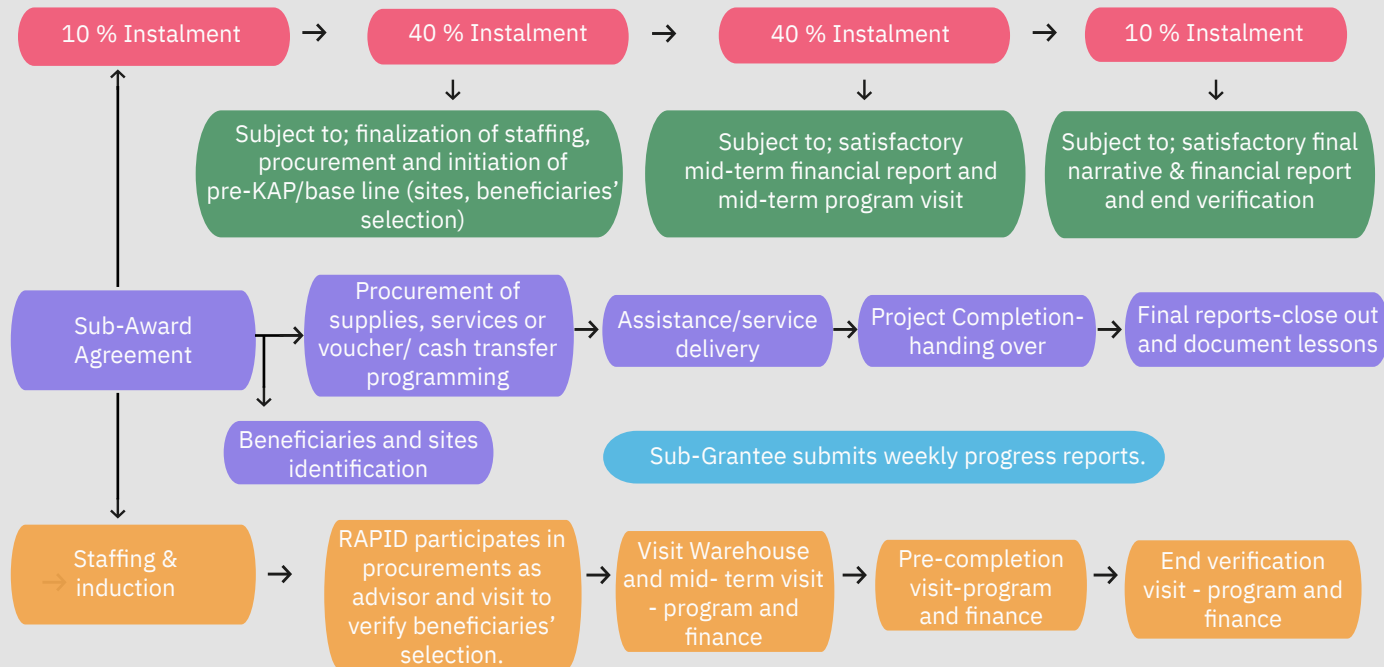 10 % Instalment
40 % Instalment
40 % Instalment
10 % Instalment
Subject to; finalization of staffing,
procurement and initiation of
pre-KAP/base line (sites, beneficiaries’
selection)
Subject to; satisfactory
mid-term financial report and
mid-term program visit
Subject to; satisfactory final
narrative & financial report
and end verification
Sub-Award
Agreement
Procurement of
supplies, services or
voucher/ cash transfer
programming
Assistance/service
delivery
Project Completion-
handing over
Final reports-close out
and document lessons
Beneficiaries and sites
identification
Sub-Grantee submits weekly progress reports.
Staffing &
induction
RAPID participates in
procurements as
advisor and visit to
verify beneficiaries’
selection.
Visit Warehouse
and mid- term visit
- program and
finance
Pre-completion
visit-program
and finance
End verification
visit - program and
finance